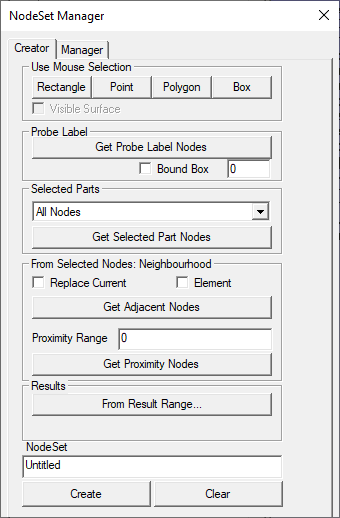 NodeSet Manager
Creator Manager
Use Mouse Selection
Rectangle Point Polygon Box
Visible Surface
Probe Label
Get Probe Label Nodes
Bound Box 0
Selected Parts
All Nodes
Get Selected Part Nodes
From Selected Nodes: Neighbourhood
Replace Current Element
Get Adjacent Nodes
Proximity Range 0
Get Proximity Nodes
Results
From Result Range...
NodeSet
Untitled
Create Clear